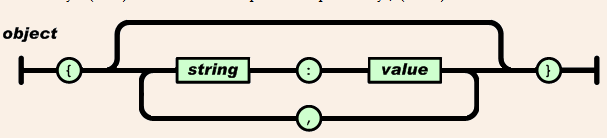 object
{ string : value }
,